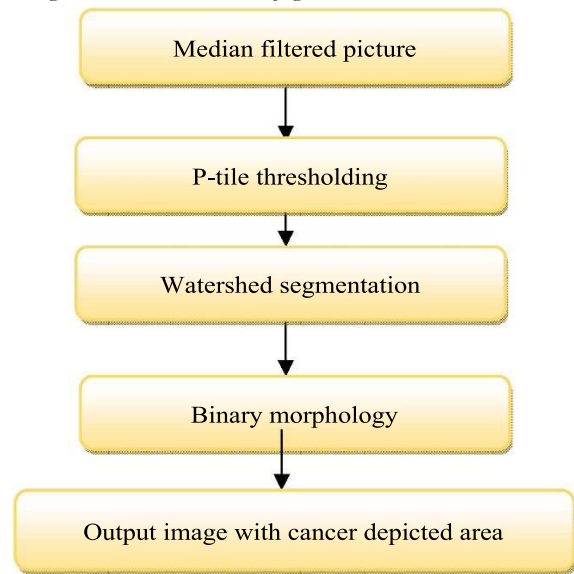 Median filtered picture
P-tile thresholding
Watershed segmentation
Binary morphology
Output image with cancer depicted area